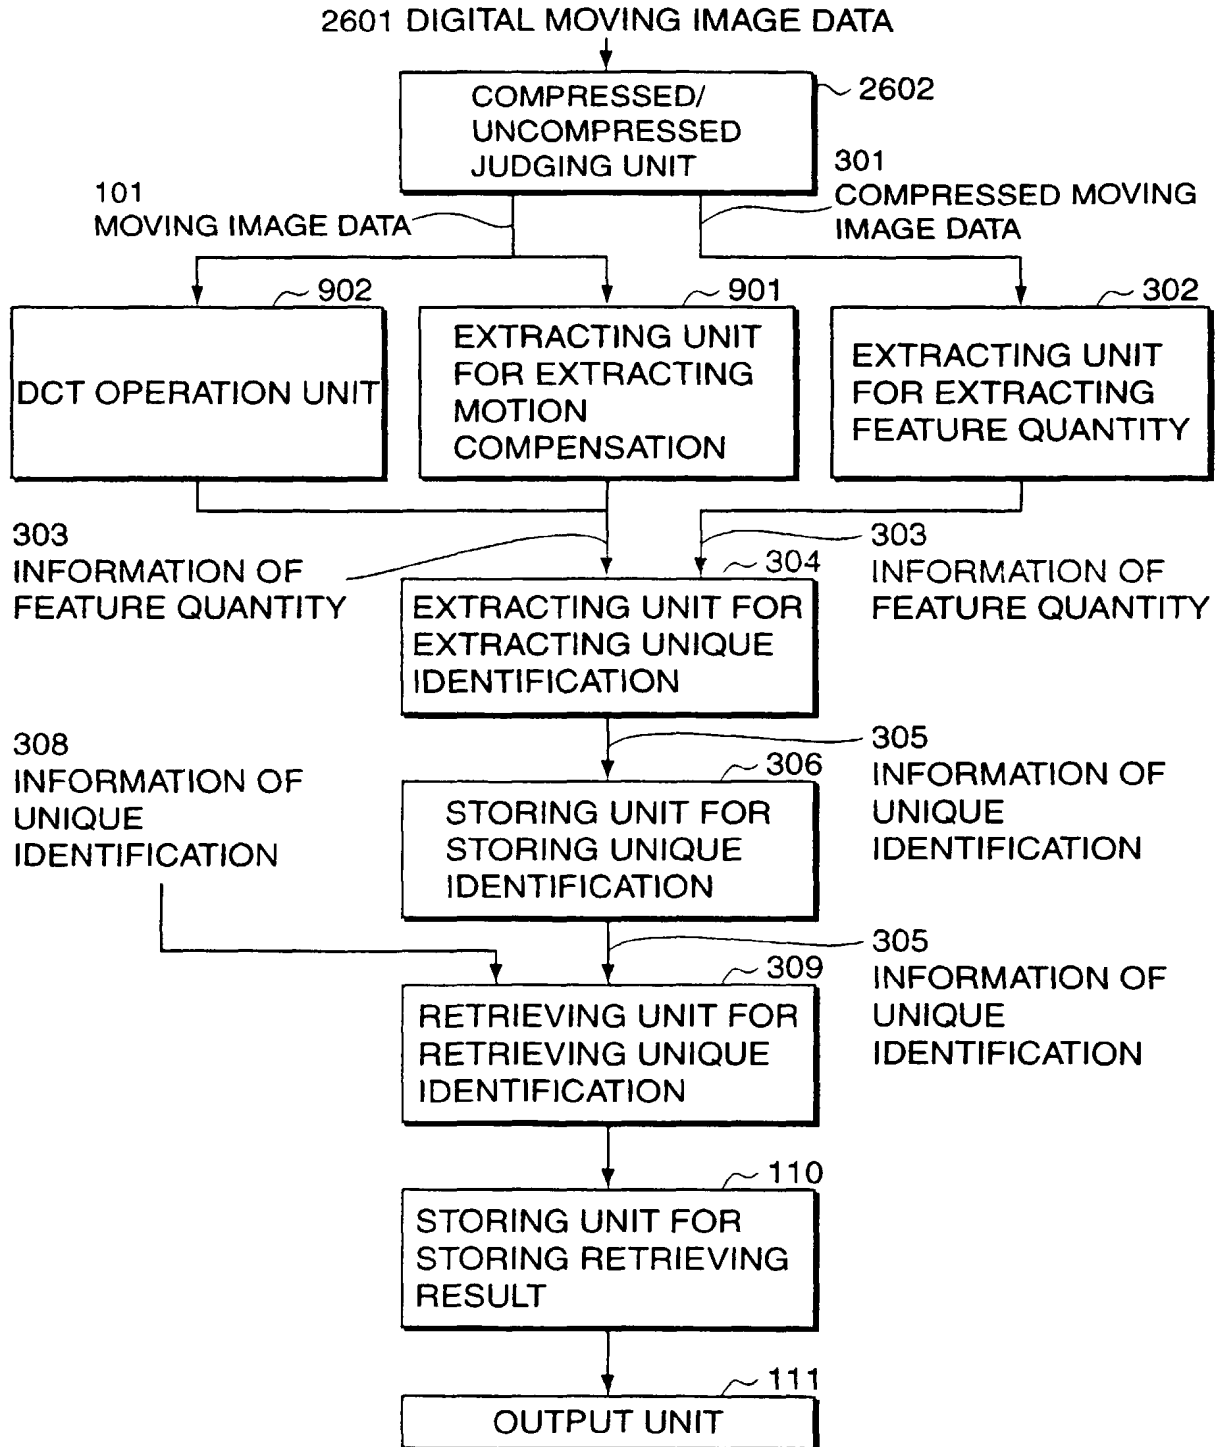 2601 DIGITAL MOVING IMAGE DATA
COMPRESSED/
UNCOMPRESSED
JUDGING UNIT
2602
101
MOVING IMAGE DATA
301
COMPRESSED MOVING
IMAGE DATA
902
DCT OPERATION UNIT
901
EXTRACTING UNIT
FOR EXTRACTING
MOTION
COMPENSATION
302
EXTRACTING UNIT
FOR EXTRACTING
FEATURE QUANTITY
303
INFORMATION OF
FEATURE QUANTITY
303
INFORMATION OF
FEATURE QUANTITY
304
EXTRACTING UNIT FOR
EXTRACTING UNIQUE
IDENTIFICATION
305
INFORMATION OF
UNIQUE
IDENTIFICATION
308
INFORMATION OF
UNIQUE
IDENTIFICATION
306
STORING UNIT FOR
STORING UNIQUE
IDENTIFICATION
305
INFORMATION OF
UNIQUE
IDENTIFICATION
309
RETRIEVING UNIT FOR
RETRIEVING UNIQUE
IDENTIFICATION
110
STORING UNIT FOR
STORING RETRIEVING
RESULT
111
OUTPUT UNIT